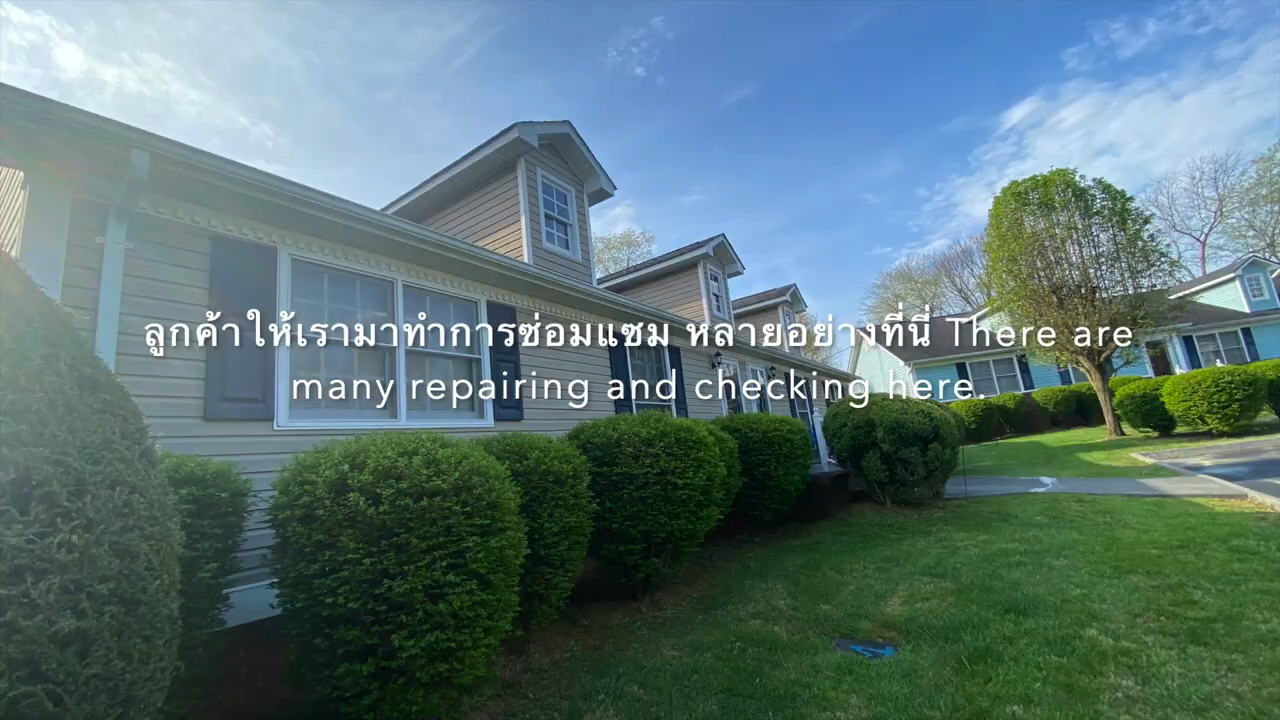 ลูกค้าให้เรามาทำการซ่อมแซม หลายอย่างที่นี่ There are
many repairing and checking here.